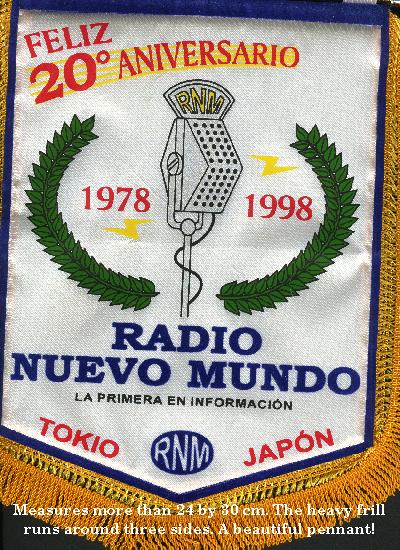 FELIZ
20° ANIVERSARIO
RNM
1978
1998
RADIO
NUEVO MUNDO
LA PRIMERA EN INFORMACIÓN
TOKIO
RNM
JAPÓN
Measures more than 24 by 30 cm. The heavy frill
runs around three sides. A beautiful pennant!